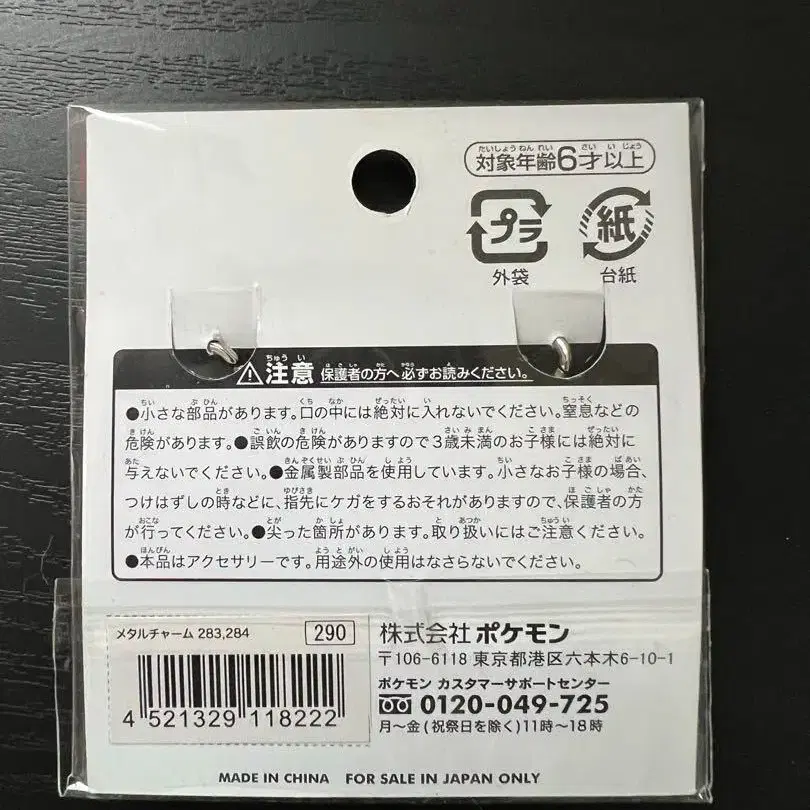 対象年齢6才以上
プラ
外袋
紙
台紙
注意 保護者の方へ必ずお読みください。
●小さな部品があります。口の中には絶対に入れないでください。窒息などの
危険があります。●誤飲の危険がありますので3歳未満のお子様には絶対に
与えないでください。●金属製部品を使用しています。小さなお子様の場合、
つけはずしの時などに、指先にケガをするおそれがありますので、保護者の方
が行ってください。●尖った箇所があります。取り扱いにはご注意ください。
●本品はアクセサリーです。用途外の使用はなさらないでください。
メタルチャーム 283,284 290
4 521329 118222
株式会社 ポケモン
〒106-6118 東京都港区六本木6-10-1
ポケモン カスタマーサポートセンター
0120-049-725
月〜金(祝祭日を除く)11時〜18時
MADE IN CHINA FOR SALE IN JAPAN ONLY